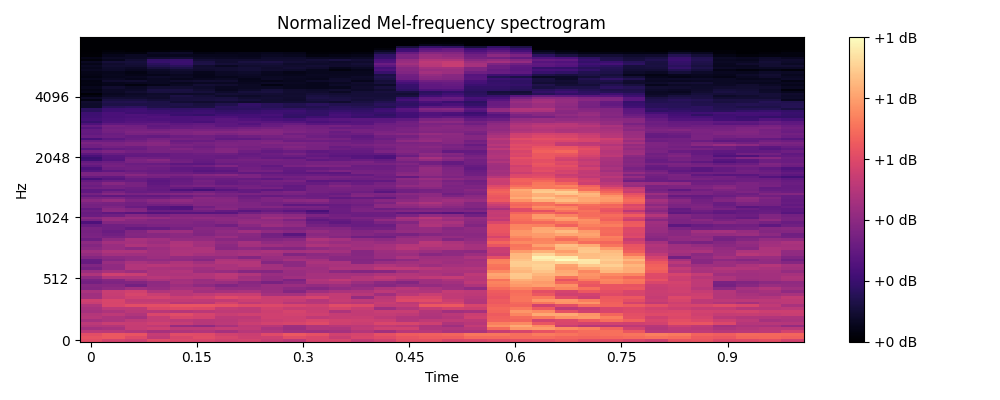 Normalized Mel-frequency spectrogram
Hz
4096
2048
1024
512
0
0 0.15 0.3 0.45 0.6 0.75 0.9
Time
+1 dB
+1 dB
+1 dB
+0 dB
+0 dB
+0 dB